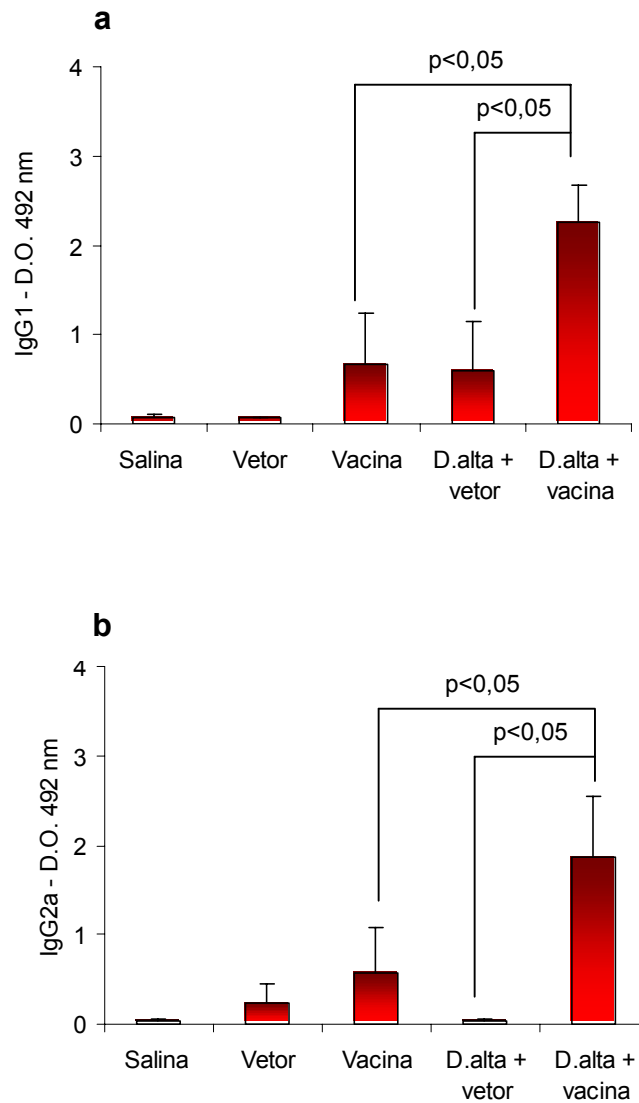 a
4
p<0,05
p<0,05
3
2
1
0
IgG1 - D.O. 492 nm
Salina Vetor Vacina D.alta + D.alta +
vetor vacina
b
4
p<0,05
p<0,05
3
2
1
0
IgG2a - D.O. 492 nm
Salina Vetor Vacina D.alta + D.alta +
vetor vacina